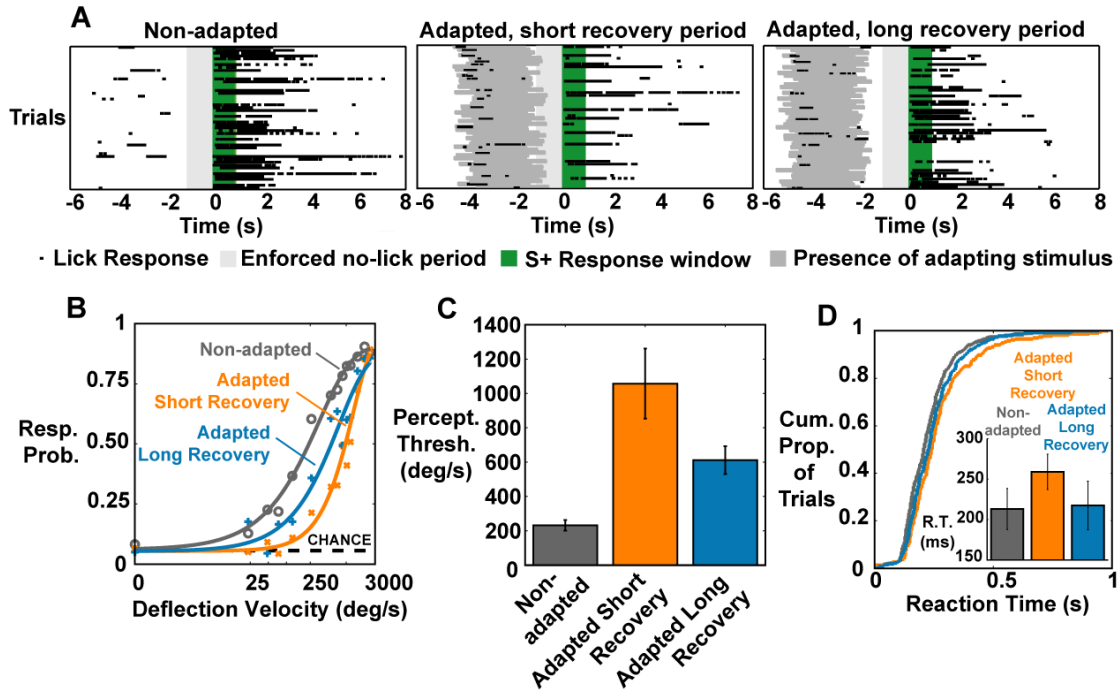 A
Non-adapted
Adapted, short recovery period
Adapted, long recovery period
Trials
-6 -4 -2 0 2 4 6 8
-6 -4 -2 0 2 4 6 8
-6 -4 -2 0 2 4 6 8
Time (s)
Time (s)
Time (s)
· Lick Response
Enforced no-lick period
S+ Response window
Presence of adapting stimulus
B
Resp.
Prob.
1
0.75
0.50
0.25
0
Non-adapted
Adapted
Short Recovery
Adapted
Long Recovery
CHANCE
0 25 250 3000
Deflection Velocity (deg/s)
C
Percept.
Thresh.
(deg/s)
1400
1200
1000
800
600
400
200
0
Non-
adapted
Adapted Short
Recovery
Adapted Long
Recovery
D
Cum.
Prop.
of
Trials
1
0.8
0.6
0.4
0.2
0
Adapted
Short
Recovery
Non-
adapted
Adapted
Long
Recovery
300
250
200
150
R.T.
(ms)
0 0.5 1
Reaction Time (s)